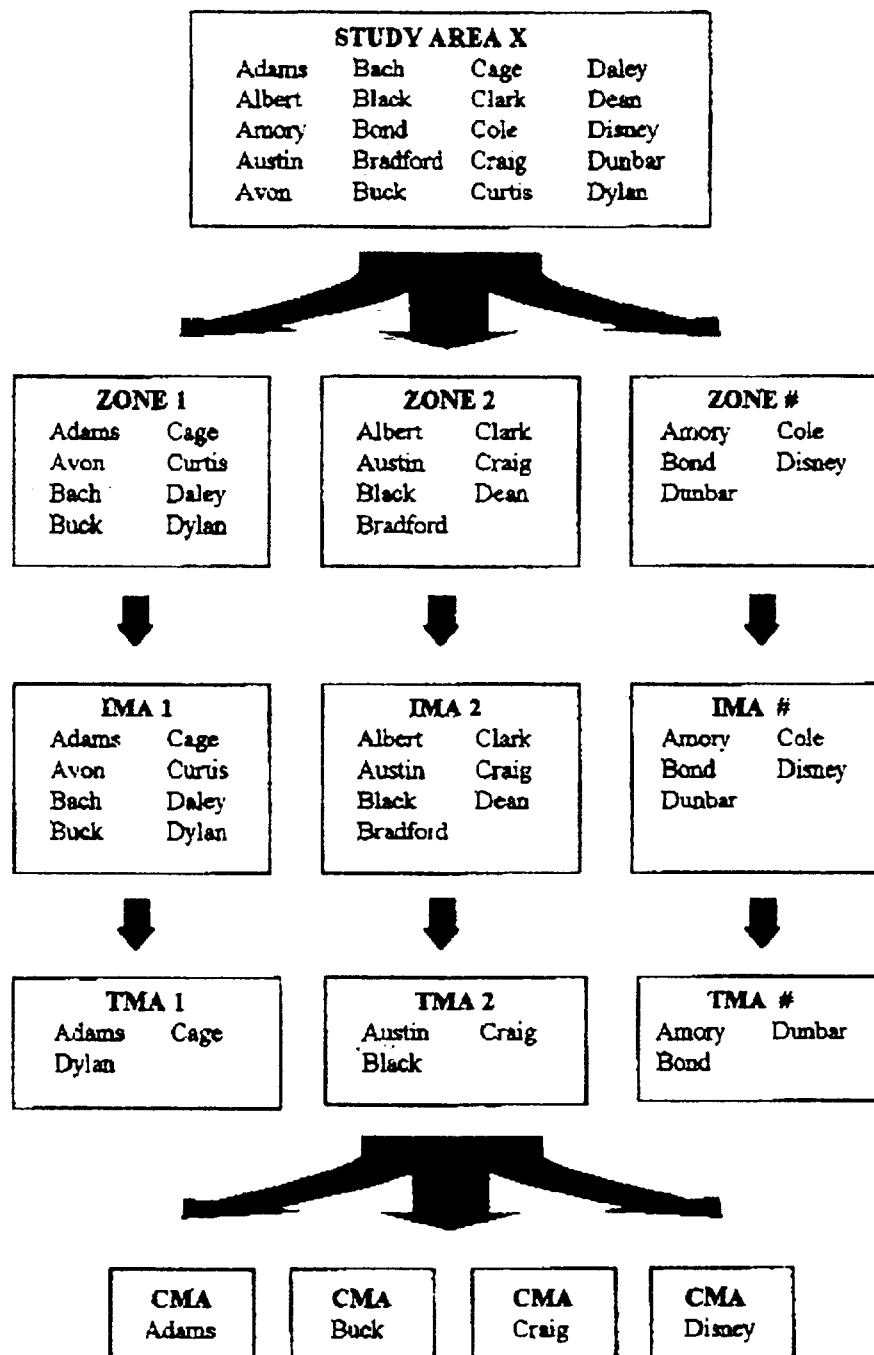 STUDY AREA X
Adams Bach Cage Daley
Albert Black Clark Dean
Amory Bond Cole Disney
Austin Bradford Craig Dunbar
Avon Buck Curtis Dylan
ZONE 1
Adams Cage
Avon Curtis
Bach Daley
Buck Dylan
ZONE 2
Albert Clark
Austin Craig
Black Dean
Bradford
ZONE #
Amory Cole
Bond Disney
Dunbar
IMA 1
Adams Cage
Avon Curtis
Bach Daley
Buck Dylan
IMA 2
Albert Clark
Austin Craig
Black Dean
Bradford
IMA #
Amory Cole
Bond Disney
Dunbar
TMA 1
Adams Cage
Dylan
TMA 2
Austin Craig
Black
TMA #
Amory Dunbar
Bond
CMA
Adams
CMA
Buck
CMA
Craig
CMA
Disney